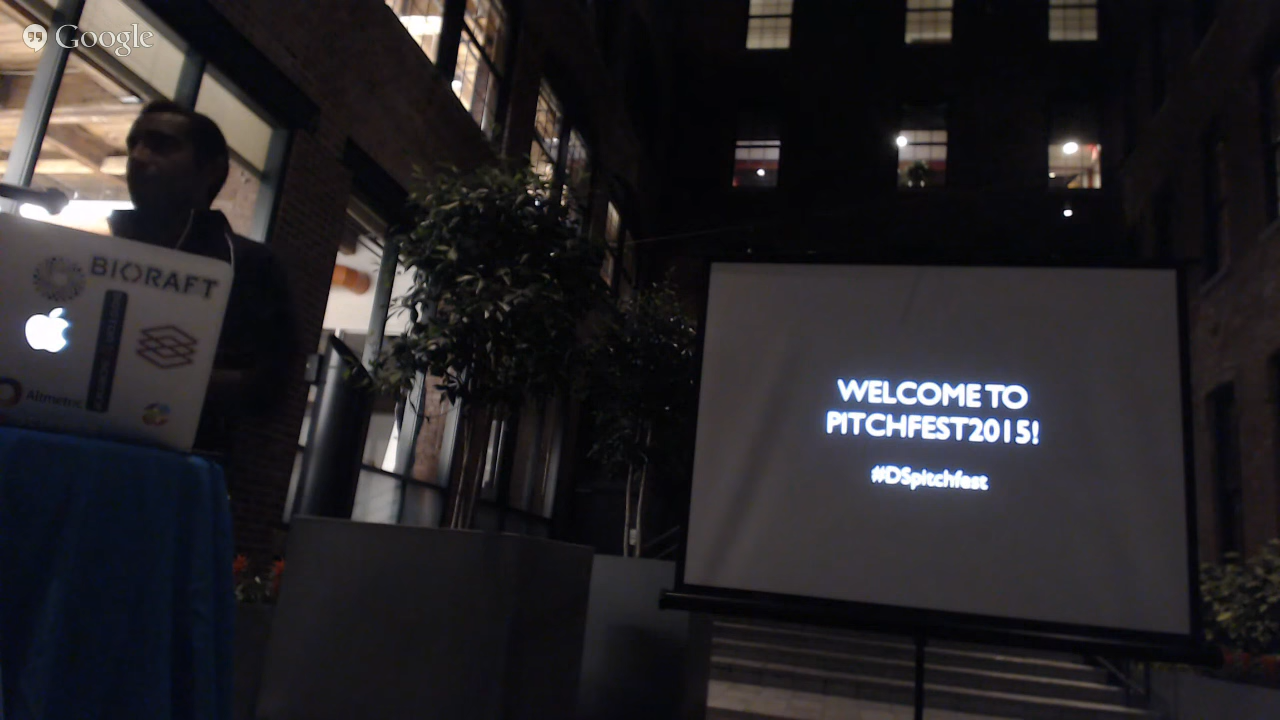 Google
BIORAFT
Altmetric
WELCOME TO
PITCHFEST2015!
#DSpitchfest